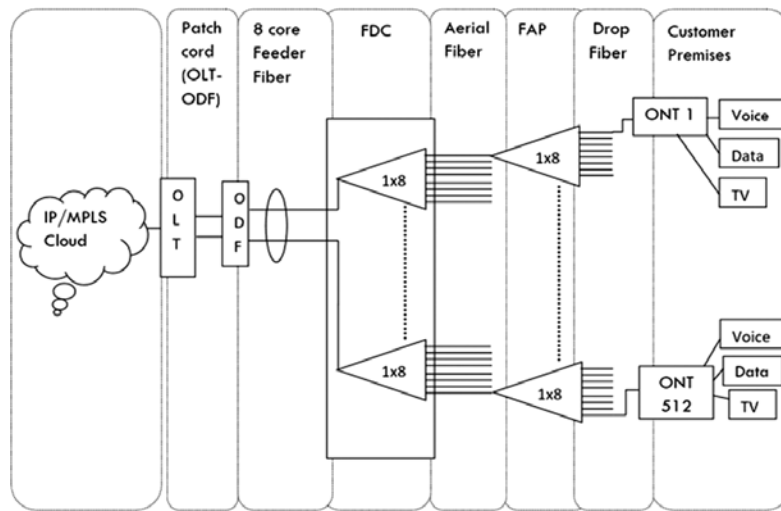 Patch
cord
(OLT-
ODF)
8 core
Feeder
Fiber
FDC
Aerial
Fiber
FAP
Drop
Fiber
Customer
Premises
IP/MPLS
Cloud
O
L
T
O
D
F
1x8
1x8
ONT 1
Voice
Data
TV
1x8
1x8
ONT
512
Voice
Data
TV